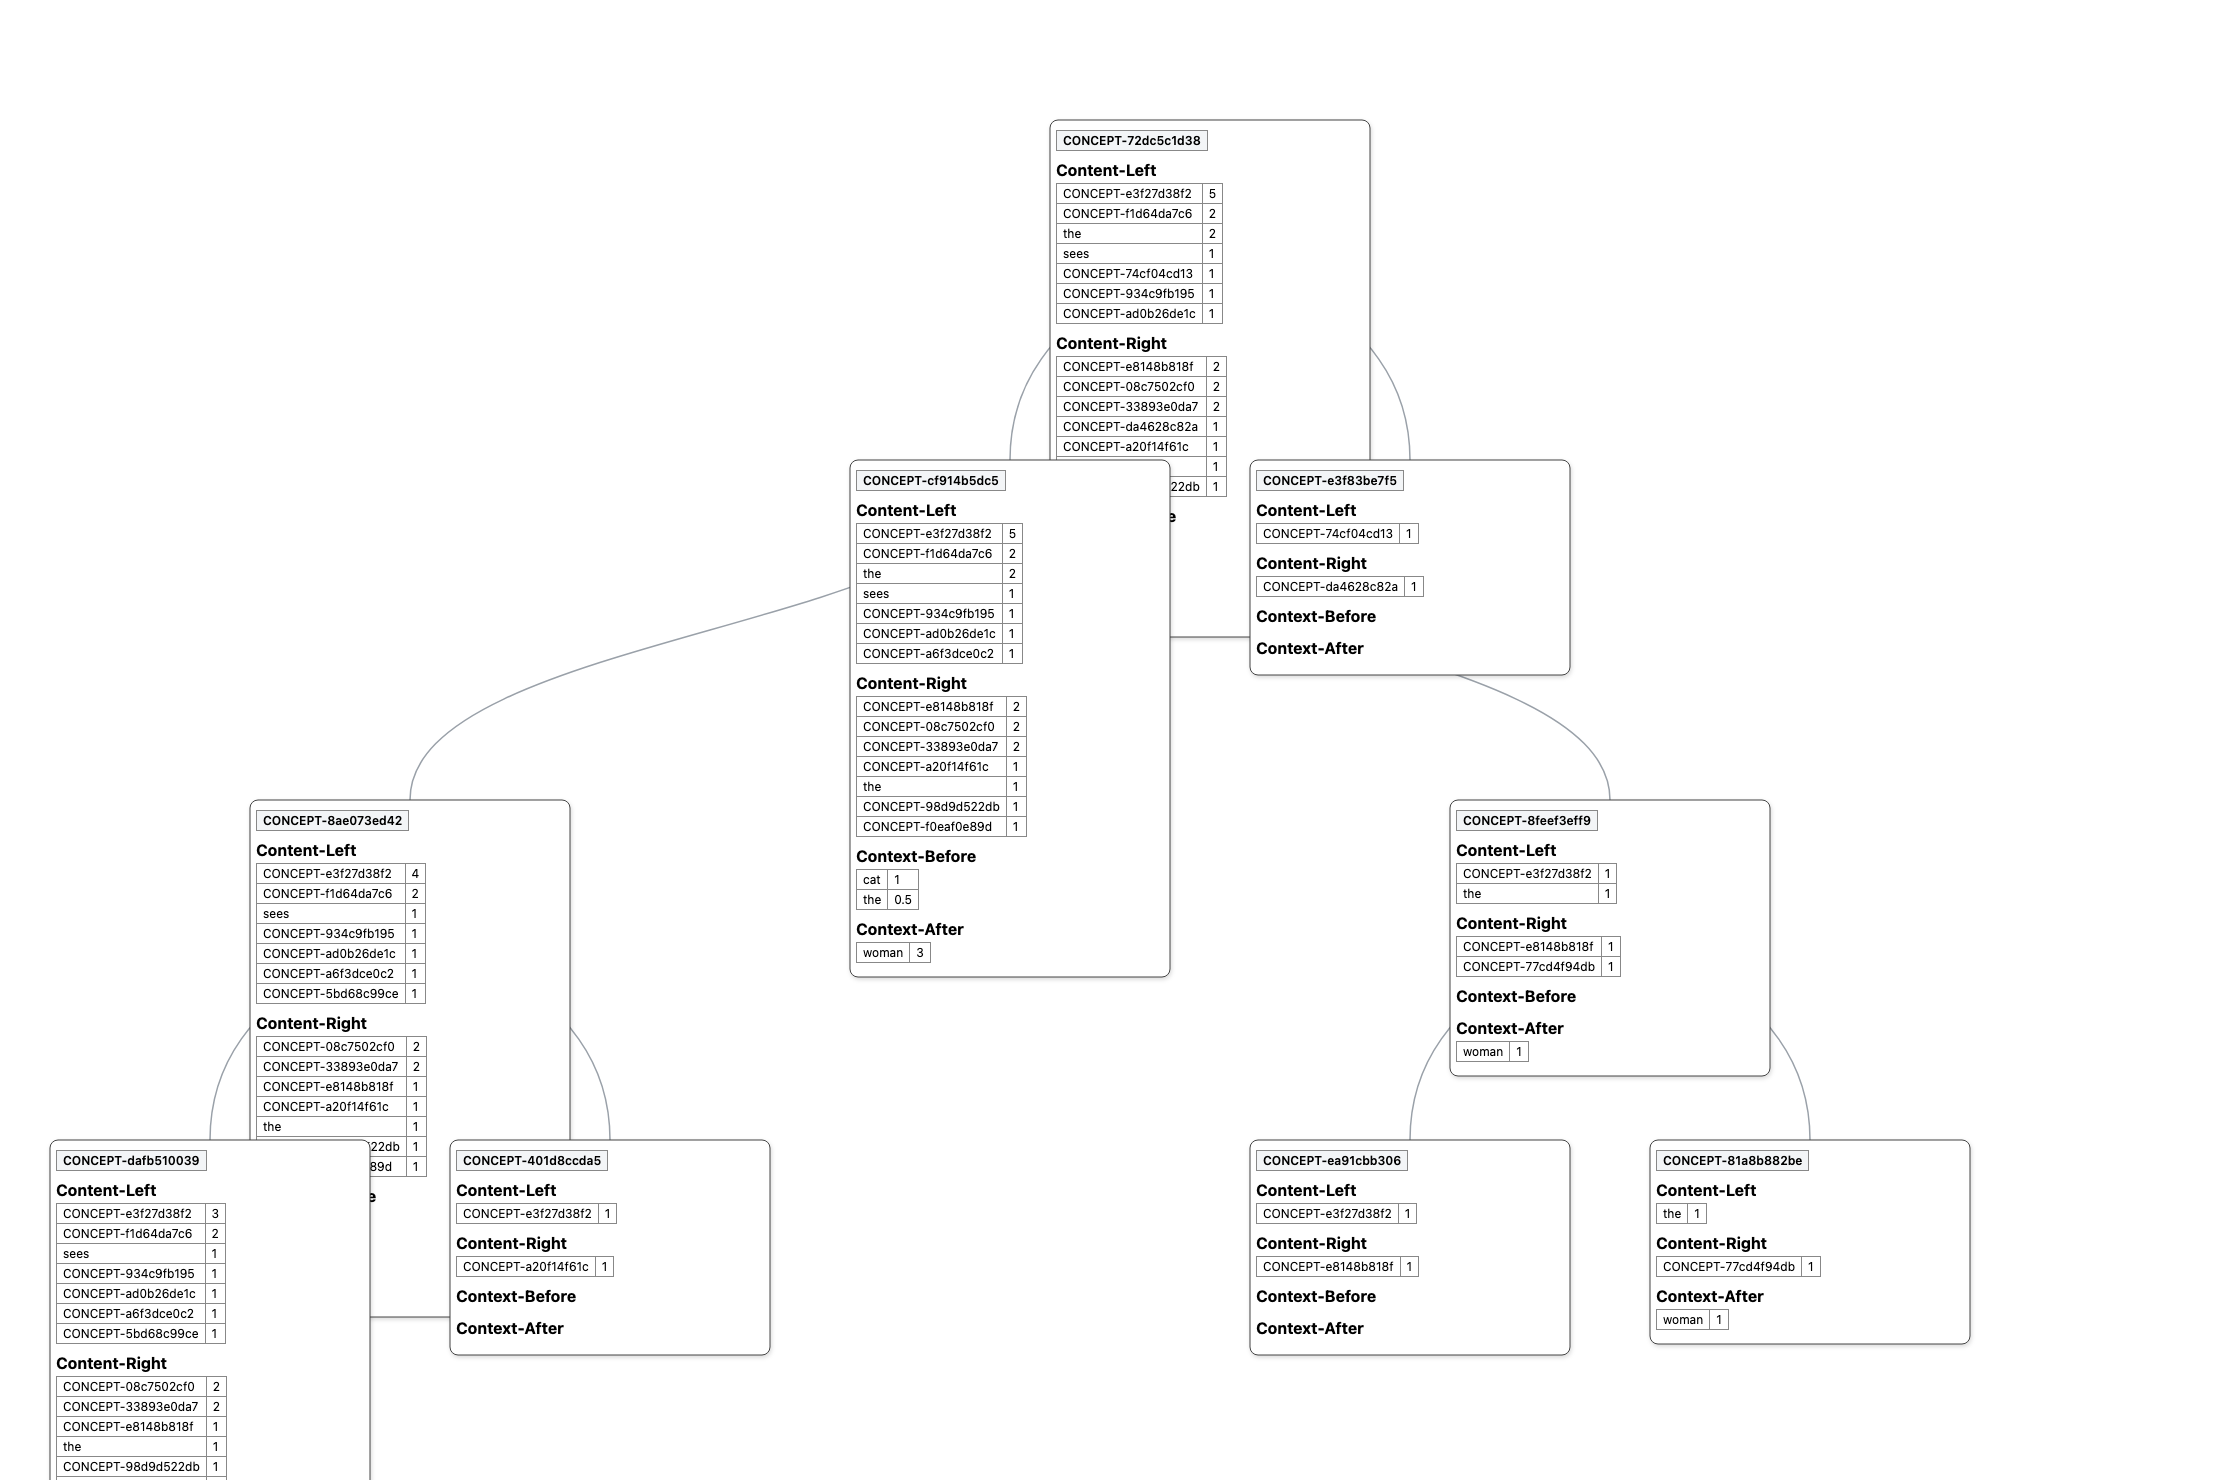 CONCEPT-72dc5c1d38
Content-Left
CONCEPT-e3f27d38f2 5
CONCEPT-f1d64da7c6 2
the 2
sees 1
CONCEPT-74cf04cd13 1
CONCEPT-934c9fb195 1
CONCEPT-ad0b26de1c 1
Content-Right
CONCEPT-e8148b818f 2
CONCEPT-08c7502cf0 2
CONCEPT-33893e0da7 2
CONCEPT-da4628c82a 1
CONCEPT-a20f14f61c 1
1
22db 1
e
CONCEPT-cf914b5dc5
Content-Left
CONCEPT-e3f27d38f2 5
CONCEPT-f1d64da7c6 2
the 2
sees 1
CONCEPT-934c9fb195 1
CONCEPT-ad0b26de1c 1
CONCEPT-a6f3dce0c2 1
Content-Right
CONCEPT-e8148b818f 2
CONCEPT-08c7502cf0 2
CONCEPT-33893e0da7 2
CONCEPT-a20f14f61c 1
the 1
CONCEPT-98d9d522db 1
CONCEPT-f0eaf0e89d 1
Context-Before
cat 1
the 0.5
Context-After
woman 3
CONCEPT-e3f83be7f5
Content-Left
CONCEPT-74cf04cd13 1
Content-Right
CONCEPT-da4628c82a 1
Context-Before
Context-After
CONCEPT-8ae073ed42
Content-Left
CONCEPT-e3f27d38f2 4
CONCEPT-f1d64da7c6 2
sees 1
CONCEPT-934c9fb195 1
CONCEPT-ad0b26de1c 1
CONCEPT-a6f3dce0c2 1
CONCEPT-5bd68c99ce 1
Content-Right
CONCEPT-08c7502cf0 2
CONCEPT-33893e0da7 2
CONCEPT-e8148b818f 1
CONCEPT-a20f14f61c 1
the 1
22db 1
89d 1
e
CONCEPT-8feef3eff9
Content-Left
CONCEPT-e3f27d38f2 1
the 1
Content-Right
CONCEPT-e8148b818f 1
CONCEPT-77cd4f94db 1
Context-Before
Context-After
woman 1
CONCEPT-dafb510039
Content-Left
CONCEPT-e3f27d38f2 3
CONCEPT-f1d64da7c6 2
sees 1
CONCEPT-934c9fb195 1
CONCEPT-ad0b26de1c 1
CONCEPT-a6f3dce0c2 1
CONCEPT-5bd68c99ce 1
Content-Right
CONCEPT-08c7502cf0 2
CONCEPT-33893e0da7 2
CONCEPT-e8148b818f 1
the 1
CONCEPT-98d9d522db 1
CONCEPT-401d8ccda5
Content-Left
CONCEPT-e3f27d38f2 1
Content-Right
CONCEPT-a20f14f61c 1
Context-Before
Context-After
CONCEPT-ea91cbb306
Content-Left
CONCEPT-e3f27d38f2 1
Content-Right
CONCEPT-e8148b818f 1
Context-Before
Context-After
CONCEPT-81a8b882be
Content-Left
the 1
Content-Right
CONCEPT-77cd4f94db 1
Context-After
woman 1